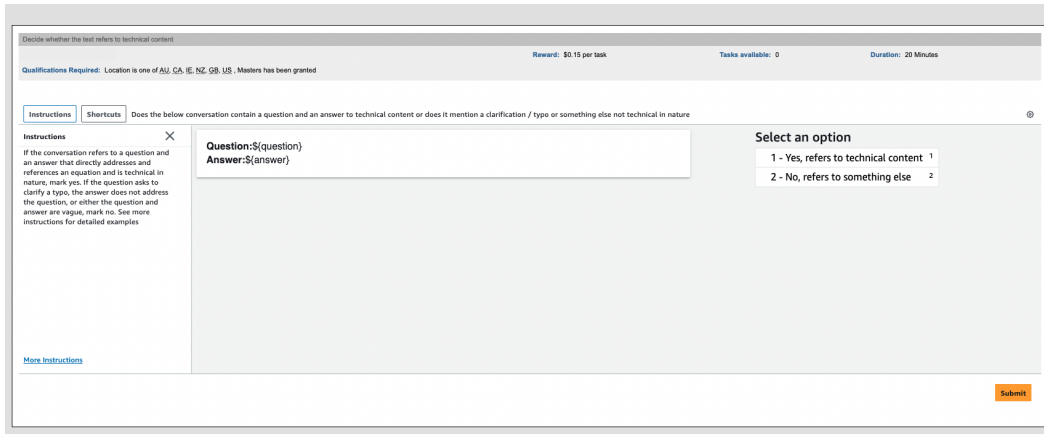 Decide whether the text refers to technical content
Reward: $0.15 per task Tasks available: 0 Duration: 20 Minutes
Qualifications Required: Location is one of AU, CA, IE, NZ, GB, US , Masters has been granted
Instructions Shortcuts Does the below conversation contain a question and an answer to technical content or does it mention a clarification / typo or something else not technical in nature
Instructions
If the conversation refers to a question and
an answer that directly addresses and
references an equation and is technical in
nature, mark yes. If the question asks to
clarify a typo, the answer does not address
the question, or either the question and
answer are vague, mark no. See more
instructions for detailed examples
More Instructions
Question:${question}
Answer:${answer}
Select an option
1 - Yes, refers to technical content 1
2 - No, refers to something else 2
Submit